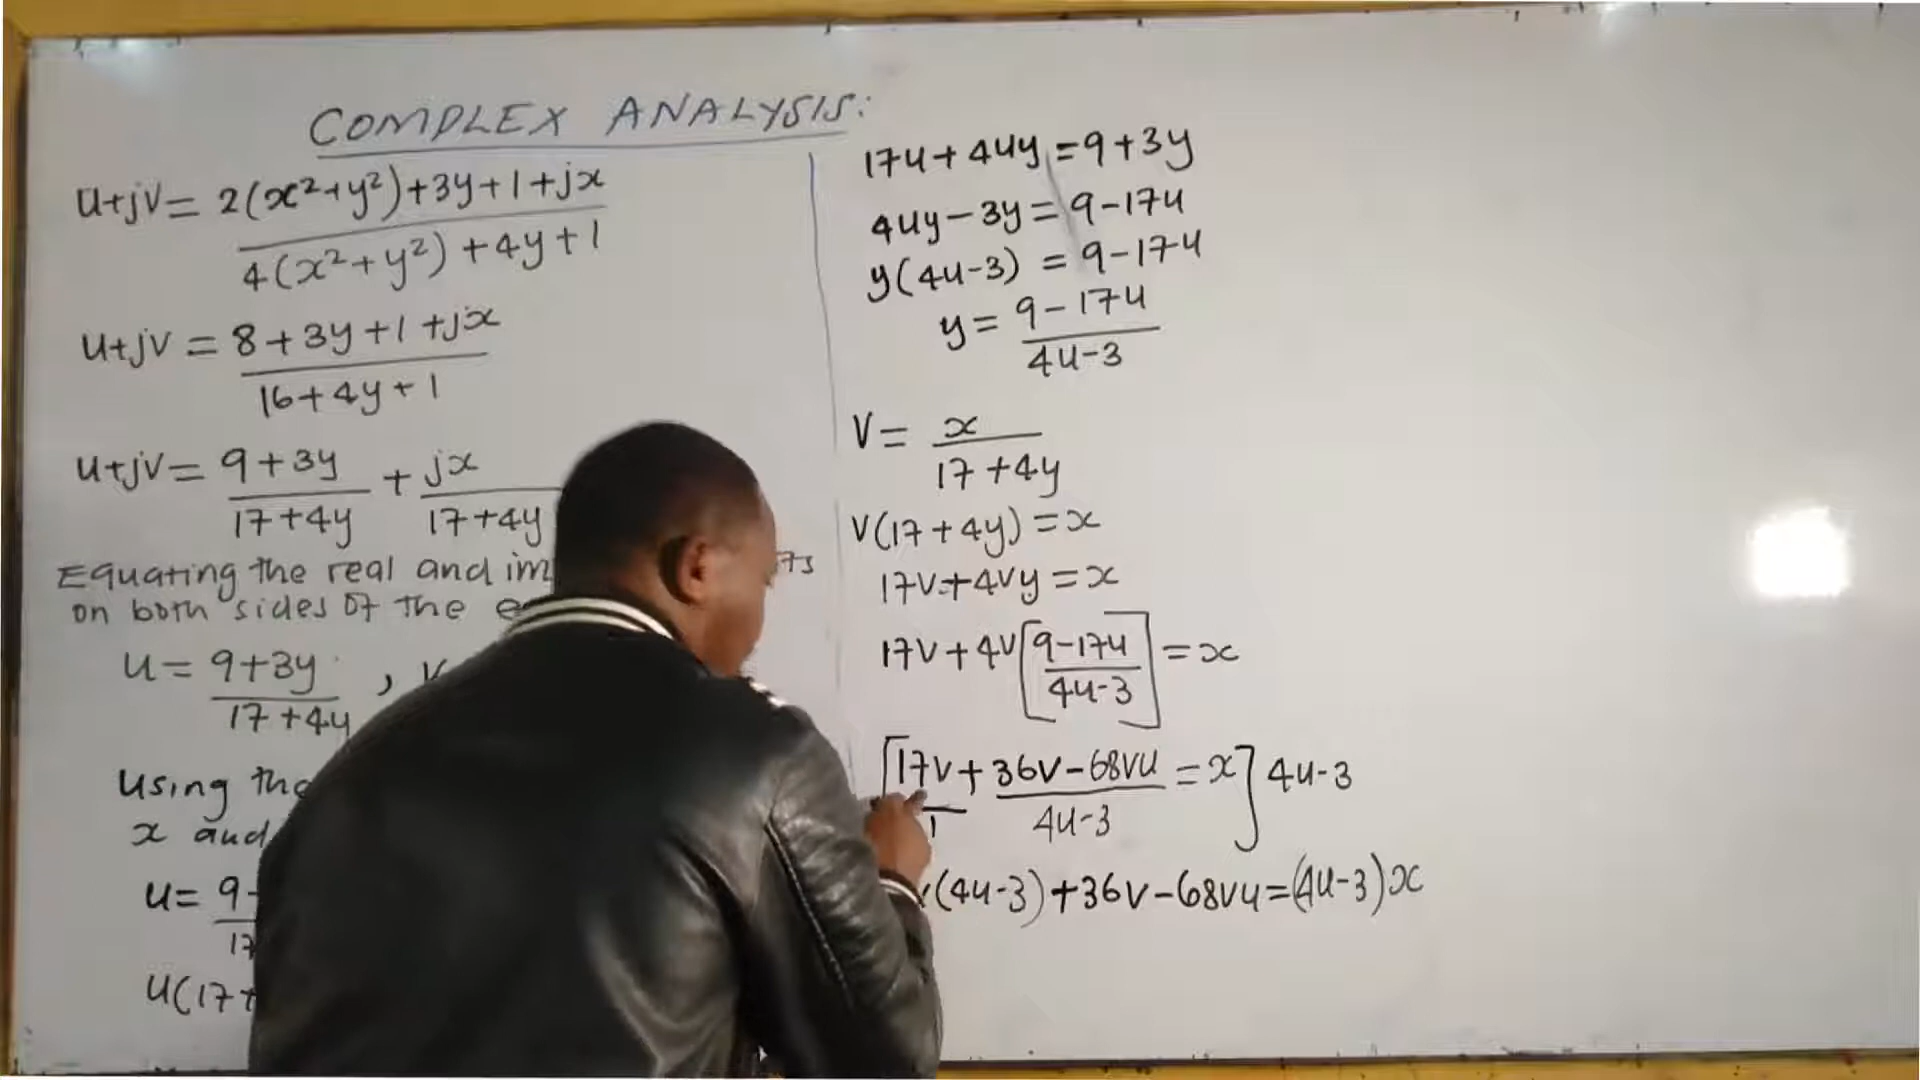 COMPLEX ANALYSIS:
u+jv = 2(x²+y²)+3y+1+jx
4(x²+y²)+4y+1
u+jv = 8+3y+1+jx
16+4y+1
u+jv = 9+3y + jx
17+4y 17+4y
Equating the real and
on both sides of the
u = 9+3y ,
17+4y
Using
x and
u = 9
17
u(17+
17u+4uy = 9+3y
4uy-3y = 9-17u
y(4u-3) = 9-17u
y = 9-17u
4u-3
v = x
17+4y
v(17+4y) = x
17v+4vy = x
17v+4v[9-17u] = x
4u-3
[17v + 36v-68vu = x] 4u-3
1 4u-3
(4u-3)+36v-68vu=(4u-3)x